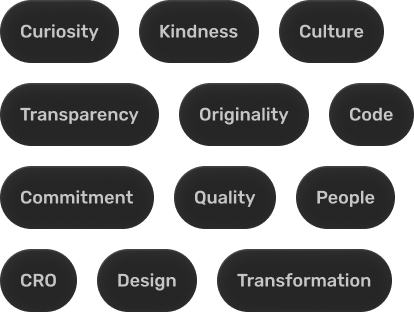 Curiosity Kindness Culture
Transparency Originality Code
Commitment Quality People
CRO Design Transformation